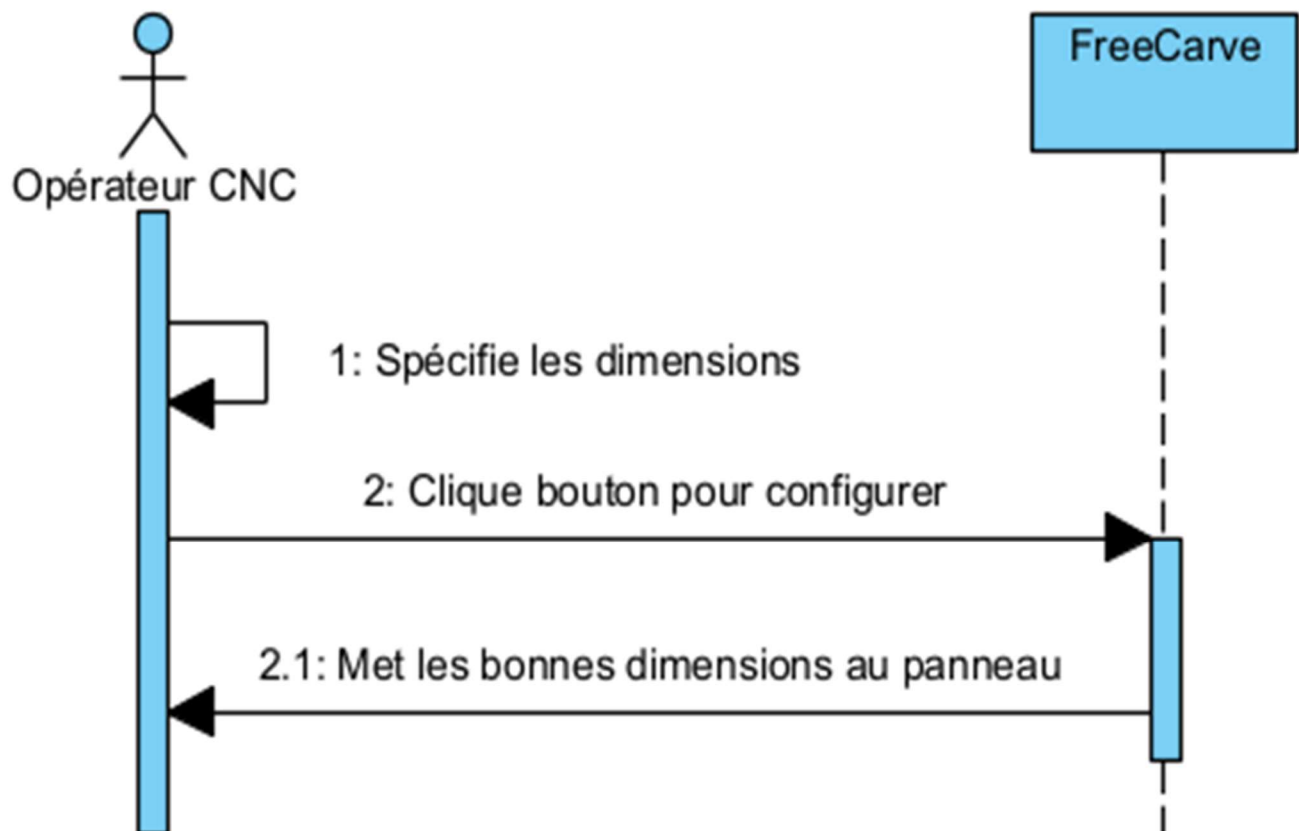 FreeCarve
Opérateur CNC
1: Spécifie les dimensions
2: Clique bouton pour configurer
2.1: Met les bonnes dimensions au panneau